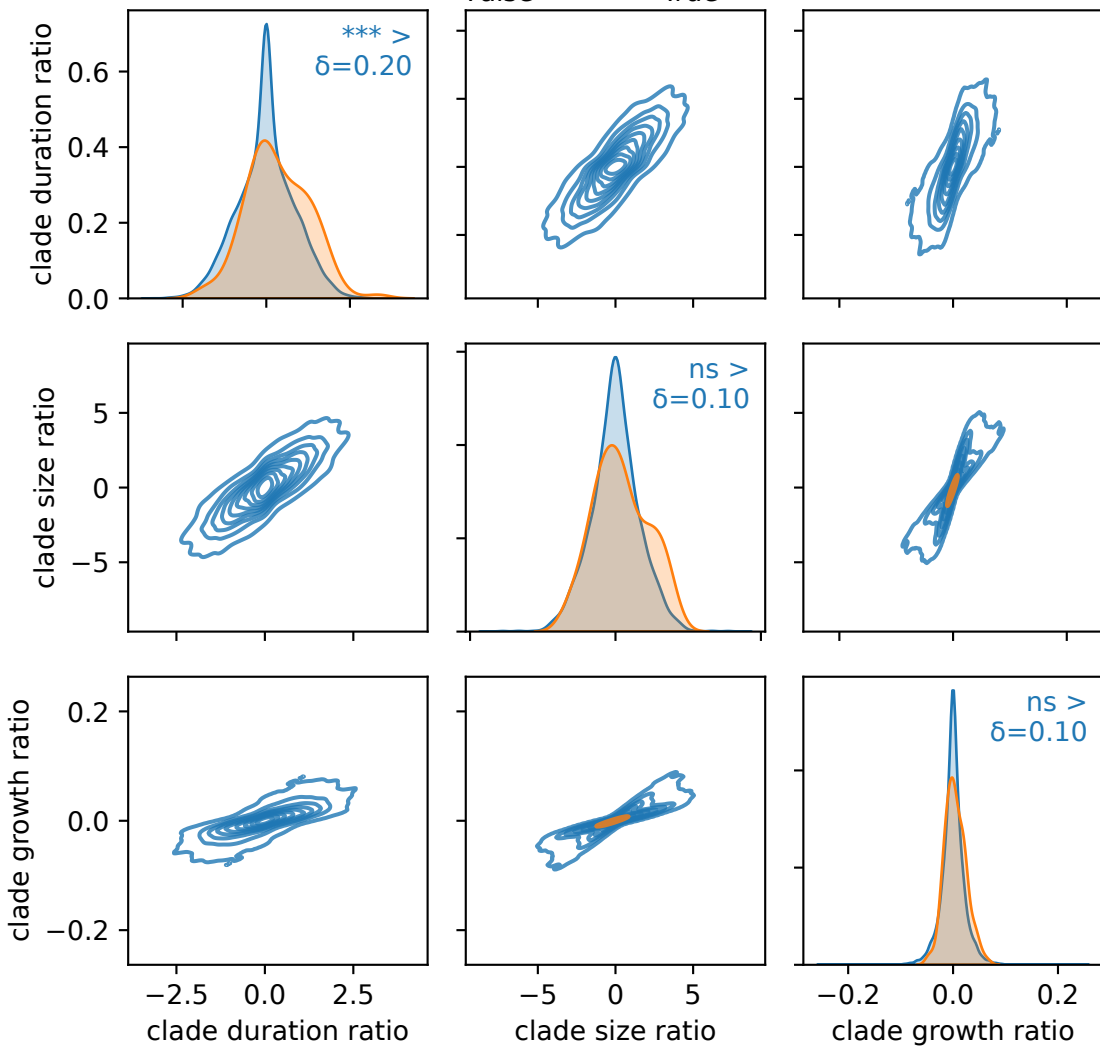 *** >
δ=0.20
clade duration ratio
0.6
0.4
0.2
0.0
ns >
δ=0.10
clade size ratio
5
0
−5
ns >
δ=0.10
clade growth ratio
0.2
0.0
−0.2
−2.5 0.0 2.5 −5 0 5 −0.2 0.0 0.2
clade duration ratio clade size ratio clade growth ratio